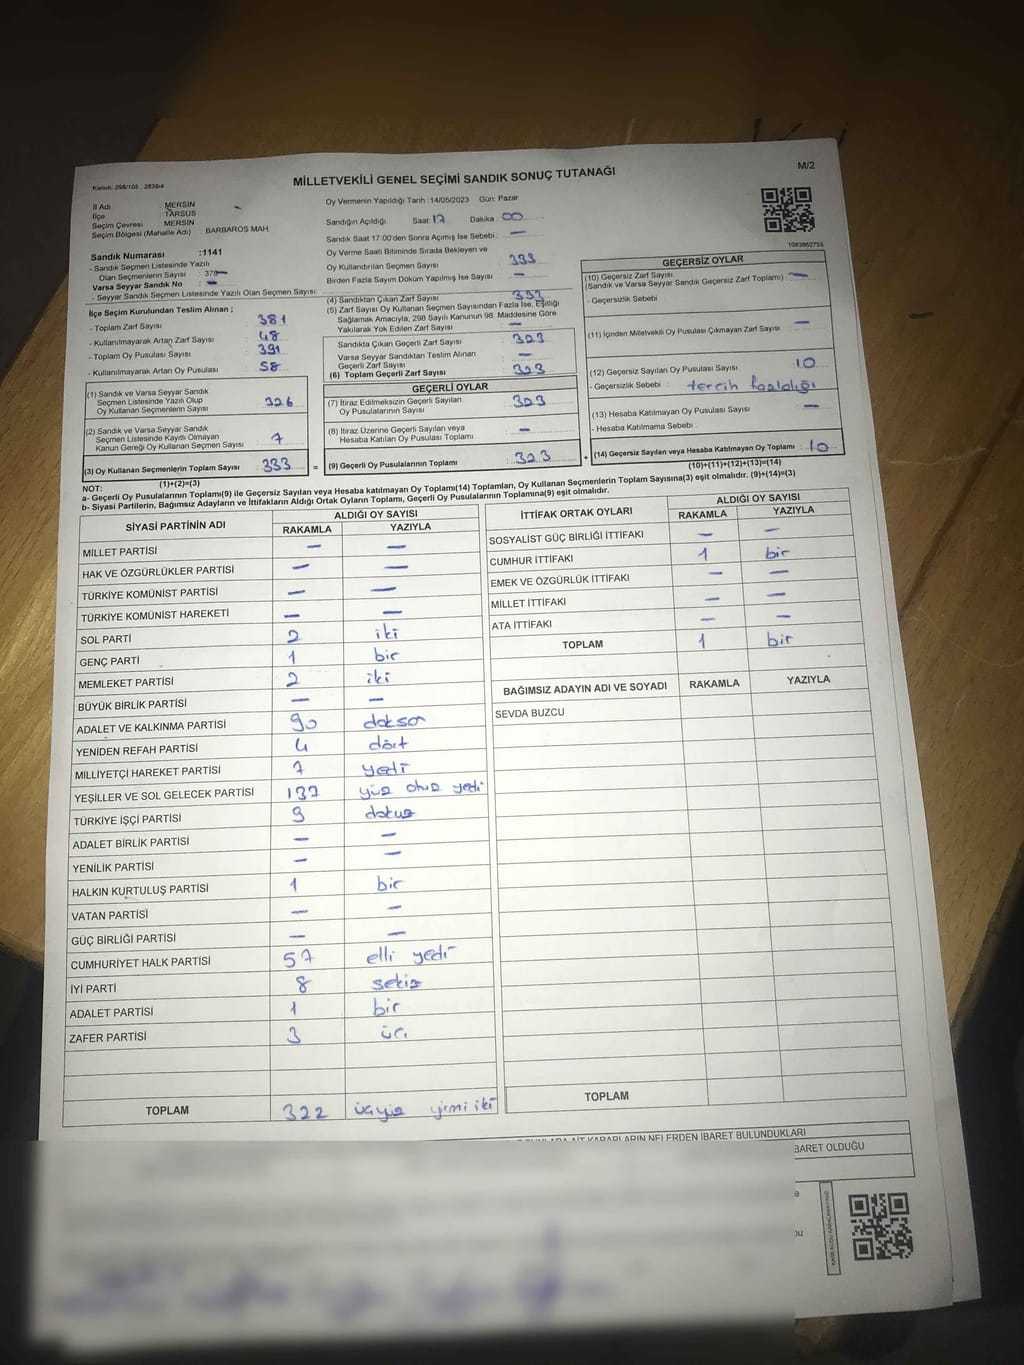 M/2
Kanun, 298/105 , 2839/4
MİLLETVEKİLİ GENEL SEÇİMİ SANDIK SONUÇ TUTANAĞI
İl Adı : MERSİN
İlçe : TARSUS
Seçim Çevresi : MERSİN
Seçim Bölgesi (Mahalle Adı) : BARBAROS MAH.
Sandık Numarası :1141
- Sandık Seçmen Listesinde Yazılı
Olan Seçmenlerin Sayısı : 378
Varsa Seyyar Sandık No : —
- Seyyar Sandık Seçmen Listesinde Yazılı Olan Seçmen Sayısı:
İlçe Seçim Kurulundan Teslim Alınan ;
- Toplam Zarf Sayısı : 381
- Kullanılmayarak Artan Zarf Sayısı : 48
- Toplam Oy Pusulası Sayısı : 391
- Kullanılmayarak Artan Oy Pusulası : 58
(1) Sandık ve Varsa Seyyar Sandık
Seçmen Listesinde Yazılı Olup
Oy Kullanan Seçmenlerin Sayısı : 326
(2) Sandık ve Varsa Seyyar Sandık
Seçmen Listesinde Kaydı Olmayan
Kanun Gereği Oy Kullanan Seçmen Sayısı : 7
(3) Oy Kullanan Seçmenlerin Toplam Sayısı : 333
(1)+(2)=(3)
Oy Vermenin Yapıldığı Tarih :14/05/2023 Gün: Pazar
Sandığın Açıldığı Saat: 17 Dakika : 00
Sandık Saat 17:00'den Sonra Açımış İse Sebebi : —
Oy Verme Saati Bitiminde Sırada Bekleyen ve
Oy Kullandırılan Seçmen Sayısı : 333
Birden Fazla Sayım Döküm Yapılmış İse Sayısı : —
(4) Sandıktan Çıkan Zarf Sayısı :
(5) Zarf Sayısı Oy Kullanan Seçmen Sayısından Fazla İse, Eşitliği
Sağlamak Amacıyla, 298 Sayılı Kanunun 98. Maddesine Göre
Yakılarak Yok Edilen Zarf Sayısı : —
Sandıkta Çıkan Geçerli Zarf Sayısı : 323
Varsa Seyyar Sandıktan Teslim Alınan
Geçerli Zarf Sayısı : —
(6) Toplam Geçerli Zarf Sayısı : 323
GEÇERLİ OYLAR
(7) İtiraz Edilmeksizin Geçerli Sayılan
Oy Pusulalarının Sayısı : 323
(8) İtiraz Üzerine Geçerli Sayılan veya
Hesaba Katılan Oy Pusulası Toplamı : —
= (9) Geçerli Oy Pusulalarının Toplamı : 323 +
1083862755
GEÇERSİZ OYLAR
(10) Geçersiz Zarf Sayısı : —
(Sandık ve Varsa Seyyar Sandık Geçersiz Zarf Toplamı)
- Geçersizlik Sebebi :
(11) İçinden Milletvekili Oy Pusulası Çıkmayan Zarf Sayısı : —
(12) Geçersiz Sayılan Oy Pusulası Sayısı : 10
- Geçersizlik Sebebi : tercih fazlalığı
(13) Hesaba Katılmayan Oy Pusulası Sayısı : —
- Hesaba Katılmama Sebebi :
(14) Geçersiz Sayılan veya Hesaba Katılmayan Oy Toplamı : 10
(10)+(11)+(12)+(13)=(14)
NOT:
a- Geçerli Oy Pusulalarının Toplamı(9) ile Geçersiz Sayılan veya Hesaba katılmayan Oy Toplamı(14) Toplamları, Oy Kullanan Seçmenlerin Toplam Sayısına(3) eşit olmalıdır. (9)+(14)=(3)
b- Siyasi Partilerin, Bağımsız Adayların ve İttifakların Aldığı Ortak Oyların Toplamı, Geçerli Oy Pusulalarının Toplamına(9) eşit olmalıdır.
SİYASİ PARTİNİN ADI ALDIĞI OY SAYISI
RAKAMLA YAZIYLA
MİLLET PARTİSİ — —
HAK VE ÖZGÜRLÜKLER PARTİSİ — —
TÜRKİYE KOMÜNİST PARTİSİ — —
TÜRKİYE KOMÜNİST HAREKETİ — —
SOL PARTİ 2 iki
GENÇ PARTİ 1 bir
MEMLEKET PARTİSİ 2 iki
BÜYÜK BİRLİK PARTİSİ — —
ADALET VE KALKINMA PARTİSİ 90 doksan
YENİDEN REFAH PARTİSİ 4 dört
MİLLİYETÇİ HAREKET PARTİSİ 7 yedi
YEŞİLLER VE SOL GELECEK PARTİSİ 137 yüz otuz yedi
TÜRKİYE İŞÇİ PARTİSİ 9 dokuz
ADALET BİRLİK PARTİSİ — —
YENİLİK PARTİSİ — —
HALKIN KURTULUŞ PARTİSİ 1 bir
VATAN PARTİSİ — —
GÜÇ BİRLİĞİ PARTİSİ — —
CUMHURİYET HALK PARTİSİ 57 elli yedi
İYİ PARTİ 8 sekiz
ADALET PARTİSİ 1 bir
ZAFER PARTİSİ 3 üç
TOPLAM 322 üçyüz yirmi iki
İTTİFAK ORTAK OYLARI ALDIĞI OY SAYISI
RAKAMLA YAZIYLA
SOSYALİST GÜÇ BİRLİĞİ İTTİFAKI — —
CUMHUR İTTİFAKI 1 bir
EMEK VE ÖZGÜRLÜK İTTİFAKI — —
MİLLET İTTİFAKI — —
ATA İTTİFAKI — —
TOPLAM 1 bir
BAĞIMSIZ ADAYIN ADI VE SOYADI RAKAMLA YAZIYLA
SEVDA BUZCU
TOPLAM
KARARLARIN NELERDEN İBARET BULUNDUKLARI
BARET OLDUĞU